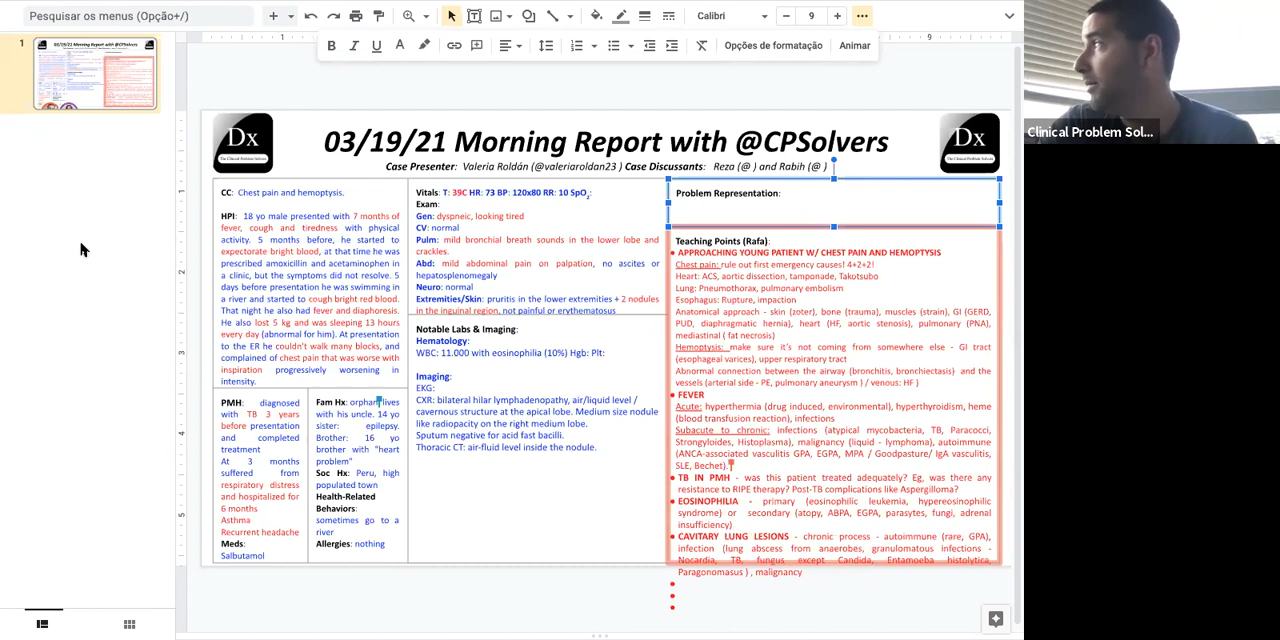 Pesquisar os menus (Opção+/)
Calibri
9
B I U A
Opções de formatação
Animar
1
9
1
03/19/21 Morning Report with @CPSolvers
Dx
The Clinical Problem Solvers
Dx
The Clinical Problem Solvers
Case Presenter: Valeria Roldán (@valeriaroldan23 ) Case Discussants: Reza (@ ) and Rabih (@ )
CC: Chest pain and hemoptysis.
HPI: 18 yo male presented with 7 months of
fever, cough and tiredness with physical
activity. 5 months before, he started to
expectorate bright blood, at that time he was
prescribed amoxicillin and acetaminophen in
a clinic, but the symptoms did not resolve. 5
days before presentation he was swimming in
a river and started to cough bright red blood.
That night he also had fever and diaphoresis.
He also lost 5 kg and was sleeping 13 hours
every day (abnormal for him). At presentation
to the ER he couldn't walk many blocks, and
complained of chest pain that was worse with
inspiration progressively worsening in
intensity.
PMH: diagnosed
with TB 3 years
before presentation
and completed
treatment
At 3 months
suffered from
respiratory distress
and hospitalized for
6 months
Asthma
Recurrent headache
Meds:
Salbutamol
Fam Hx: orphan, lives
with his uncle. 14 yo
sister: epilepsy.
Brother: 16 yo
brother with "heart
problem"
Soc Hx: Peru, high
populated town
Health-Related
Behaviors:
sometimes go to a
river
Allergies: nothing
Vitals: T: 39C HR: 73 BP: 120x80 RR: 10 SpO2:
Exam:
Gen: dyspneic, looking tired
CV: normal
Pulm: mild bronchial breath sounds in the lower lobe and
crackles.
Abd: mild abdominal pain on palpation, no ascites or
hepatosplenomegaly
Neuro: normal
Extremities/Skin: pruritis in the lower extremities + 2 nodules
in the inguinal region, not painful or erythematosus
Notable Labs & Imaging:
Hematology:
WBC: 11.000 with eosinophilia (10%) Hgb: Plt:
Imaging:
EKG:
CXR: bilateral hilar lymphadenopathy, air/liquid level /
cavernous structure at the apical lobe. Medium size nodule
like radiopacity on the right medium lobe.
Sputum negative for acid fast bacilli.
Thoracic CT: air-fluid level inside the nodule.
Problem Representation:
Teaching Points (Rafa):
• APPROACHING YOUNG PATIENT W/ CHEST PAIN AND HEMOPTYSIS
Chest pain: rule out first emergency causes! 4+2+2!
Heart: ACS, aortic dissection, tamponade, Takotsubo
Lung: Pneumothorax, pulmonary embolism
Esophagus: Rupture, impaction
Anatomical approach - skin (zoter), bone (trauma), muscles (strain), GI (GERD,
PUD, diaphragmatic hernia), heart (HF, aortic stenosis), pulmonary (PNA),
mediastinal ( fat necrosis)
Hemoptysis: make sure it's not coming from somewhere else - GI tract
(esophageal varices), upper respiratory tract
Abnormal connection between the airway (bronchitis, bronchiectasis) and the
vessels (arterial side - PE, pulmonary aneurysm ) / venous: HF )
• FEVER
Acute: hyperthermia (drug induced, environmental), hyperthyroidism, heme
(blood transfusion reaction), infections
Subacute to chronic: infections (atypical mycobacteria, TB, Paracocci,
Strongyloides, Histoplasma), malignancy (liquid - lymphoma), autoimmune
(ANCA-associated vasculitis GPA, EGPA, MPA / Goodpasture/ IgA vasculitis,
SLE, Bechet).
• TB IN PMH - was this patient treated adequately? Eg, was there any
resistance to RIPE therapy? Post-TB complications like Aspergilloma?
• EOSINOPHILIA - primary (eosinophilic leukemia, hypereosinophilic
syndrome) or secondary (atopy, ABPA, EGPA, parasytes, fungi, adrenal
insufficiency)
• CAVITARY LUNG LESIONS - chronic process - autoimmune (rare, GPA),
infection (lung abscess from anaerobes, granulomatous infections -
Nocardia, TB, fungus except Candida, Entamoeba histolytica,
Paragonomasus ) , malignancy
Clinical Problem Sol...